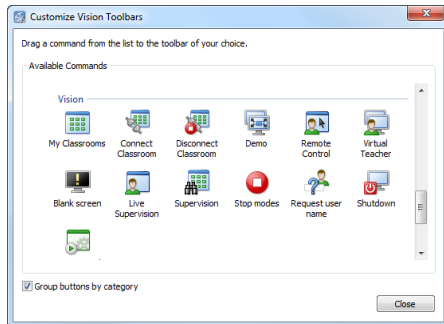 Customize Vision Toolbars
Drag a command from the list to the toolbar of your choice.
Available Commands
Vision
My Classrooms
Connect
Classroom
Disconnect
Classroom
Demo
Remote
Control
Virtual
Teacher
Blank screen
Live
Supervision
Supervision
Stop modes
Request user
name
Shutdown
Group buttons by category
Close